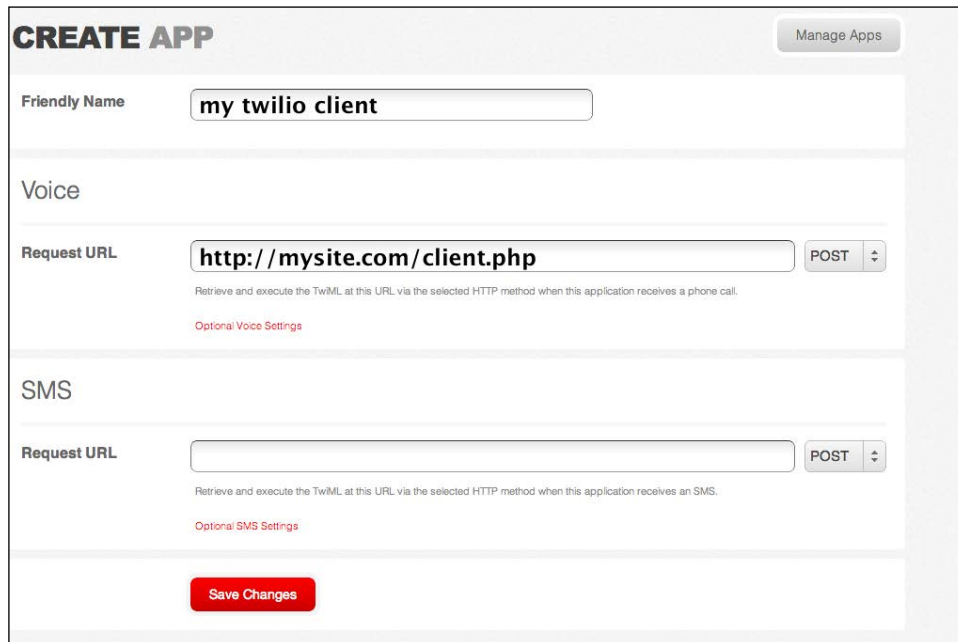 CREATE APP
Manage Apps
Friendly Name
my twilio client
Voice
Request URL
http://mysite.com/client.php
POST
Retrieve and execute the TwiML at this URL via the selected HTTP method when this application receives a phone call.
Optional Voice Settings
SMS
Request URL
POST
Retrieve and execute the TwiML at this URL via the selected HTTP method when this application receives an SMS.
Optional SMS Settings
Save Changes